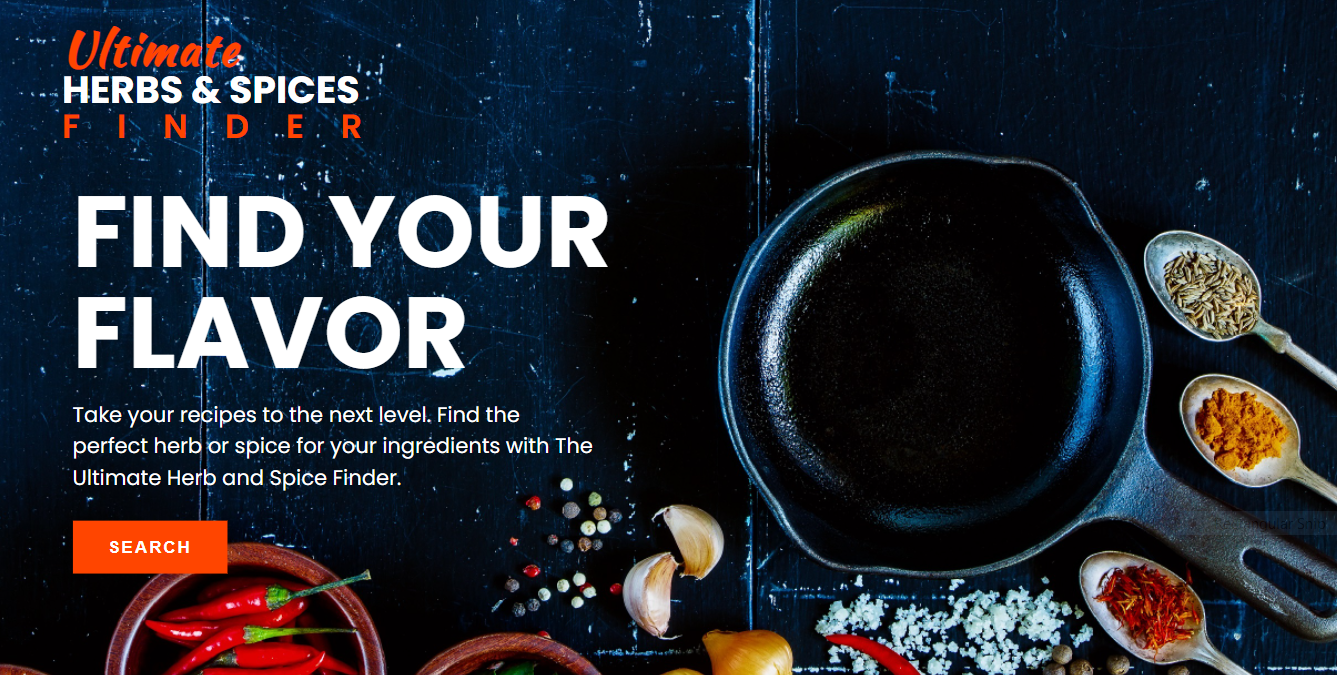 Ultimate
HERBS & SPICES
FINDER
FIND YOUR
FLAVOR
Take your recipes to the next level. Find the
perfect herb or spice for your ingredients with The
Ultimate Herb and Spice Finder.
SEARCH